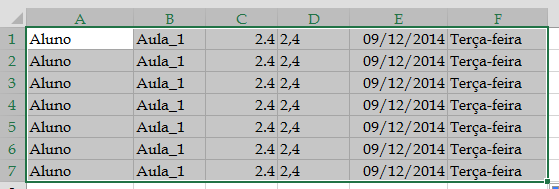 A B C D E F
1 Aluno Aula_1 2.4 2,4 09/12/2014 Terça-feira
2 Aluno Aula_1 2.4 2,4 09/12/2014 Terça-feira
3 Aluno Aula_1 2.4 2,4 09/12/2014 Terça-feira
4 Aluno Aula_1 2.4 2,4 09/12/2014 Terça-feira
5 Aluno Aula_1 2.4 2,4 09/12/2014 Terça-feira
6 Aluno Aula_1 2.4 2,4 09/12/2014 Terça-feira
7 Aluno Aula_1 2.4 2,4 09/12/2014 Terça-feira